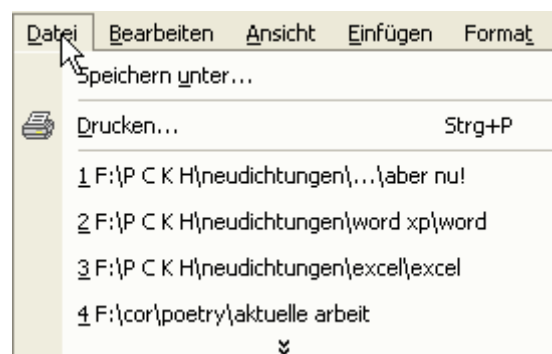 Datei Bearbeiten Ansicht Einfügen Format
Speichern unter...
Drucken... Strg+P
1 F:\P C K H\neudichtungen\...\aber nu!
2 F:\P C K H\neudichtungen\word xp\word
3 F:\P C K H\neudichtungen\excel\excel
4 F:\cor\poetry\aktuelle arbeit